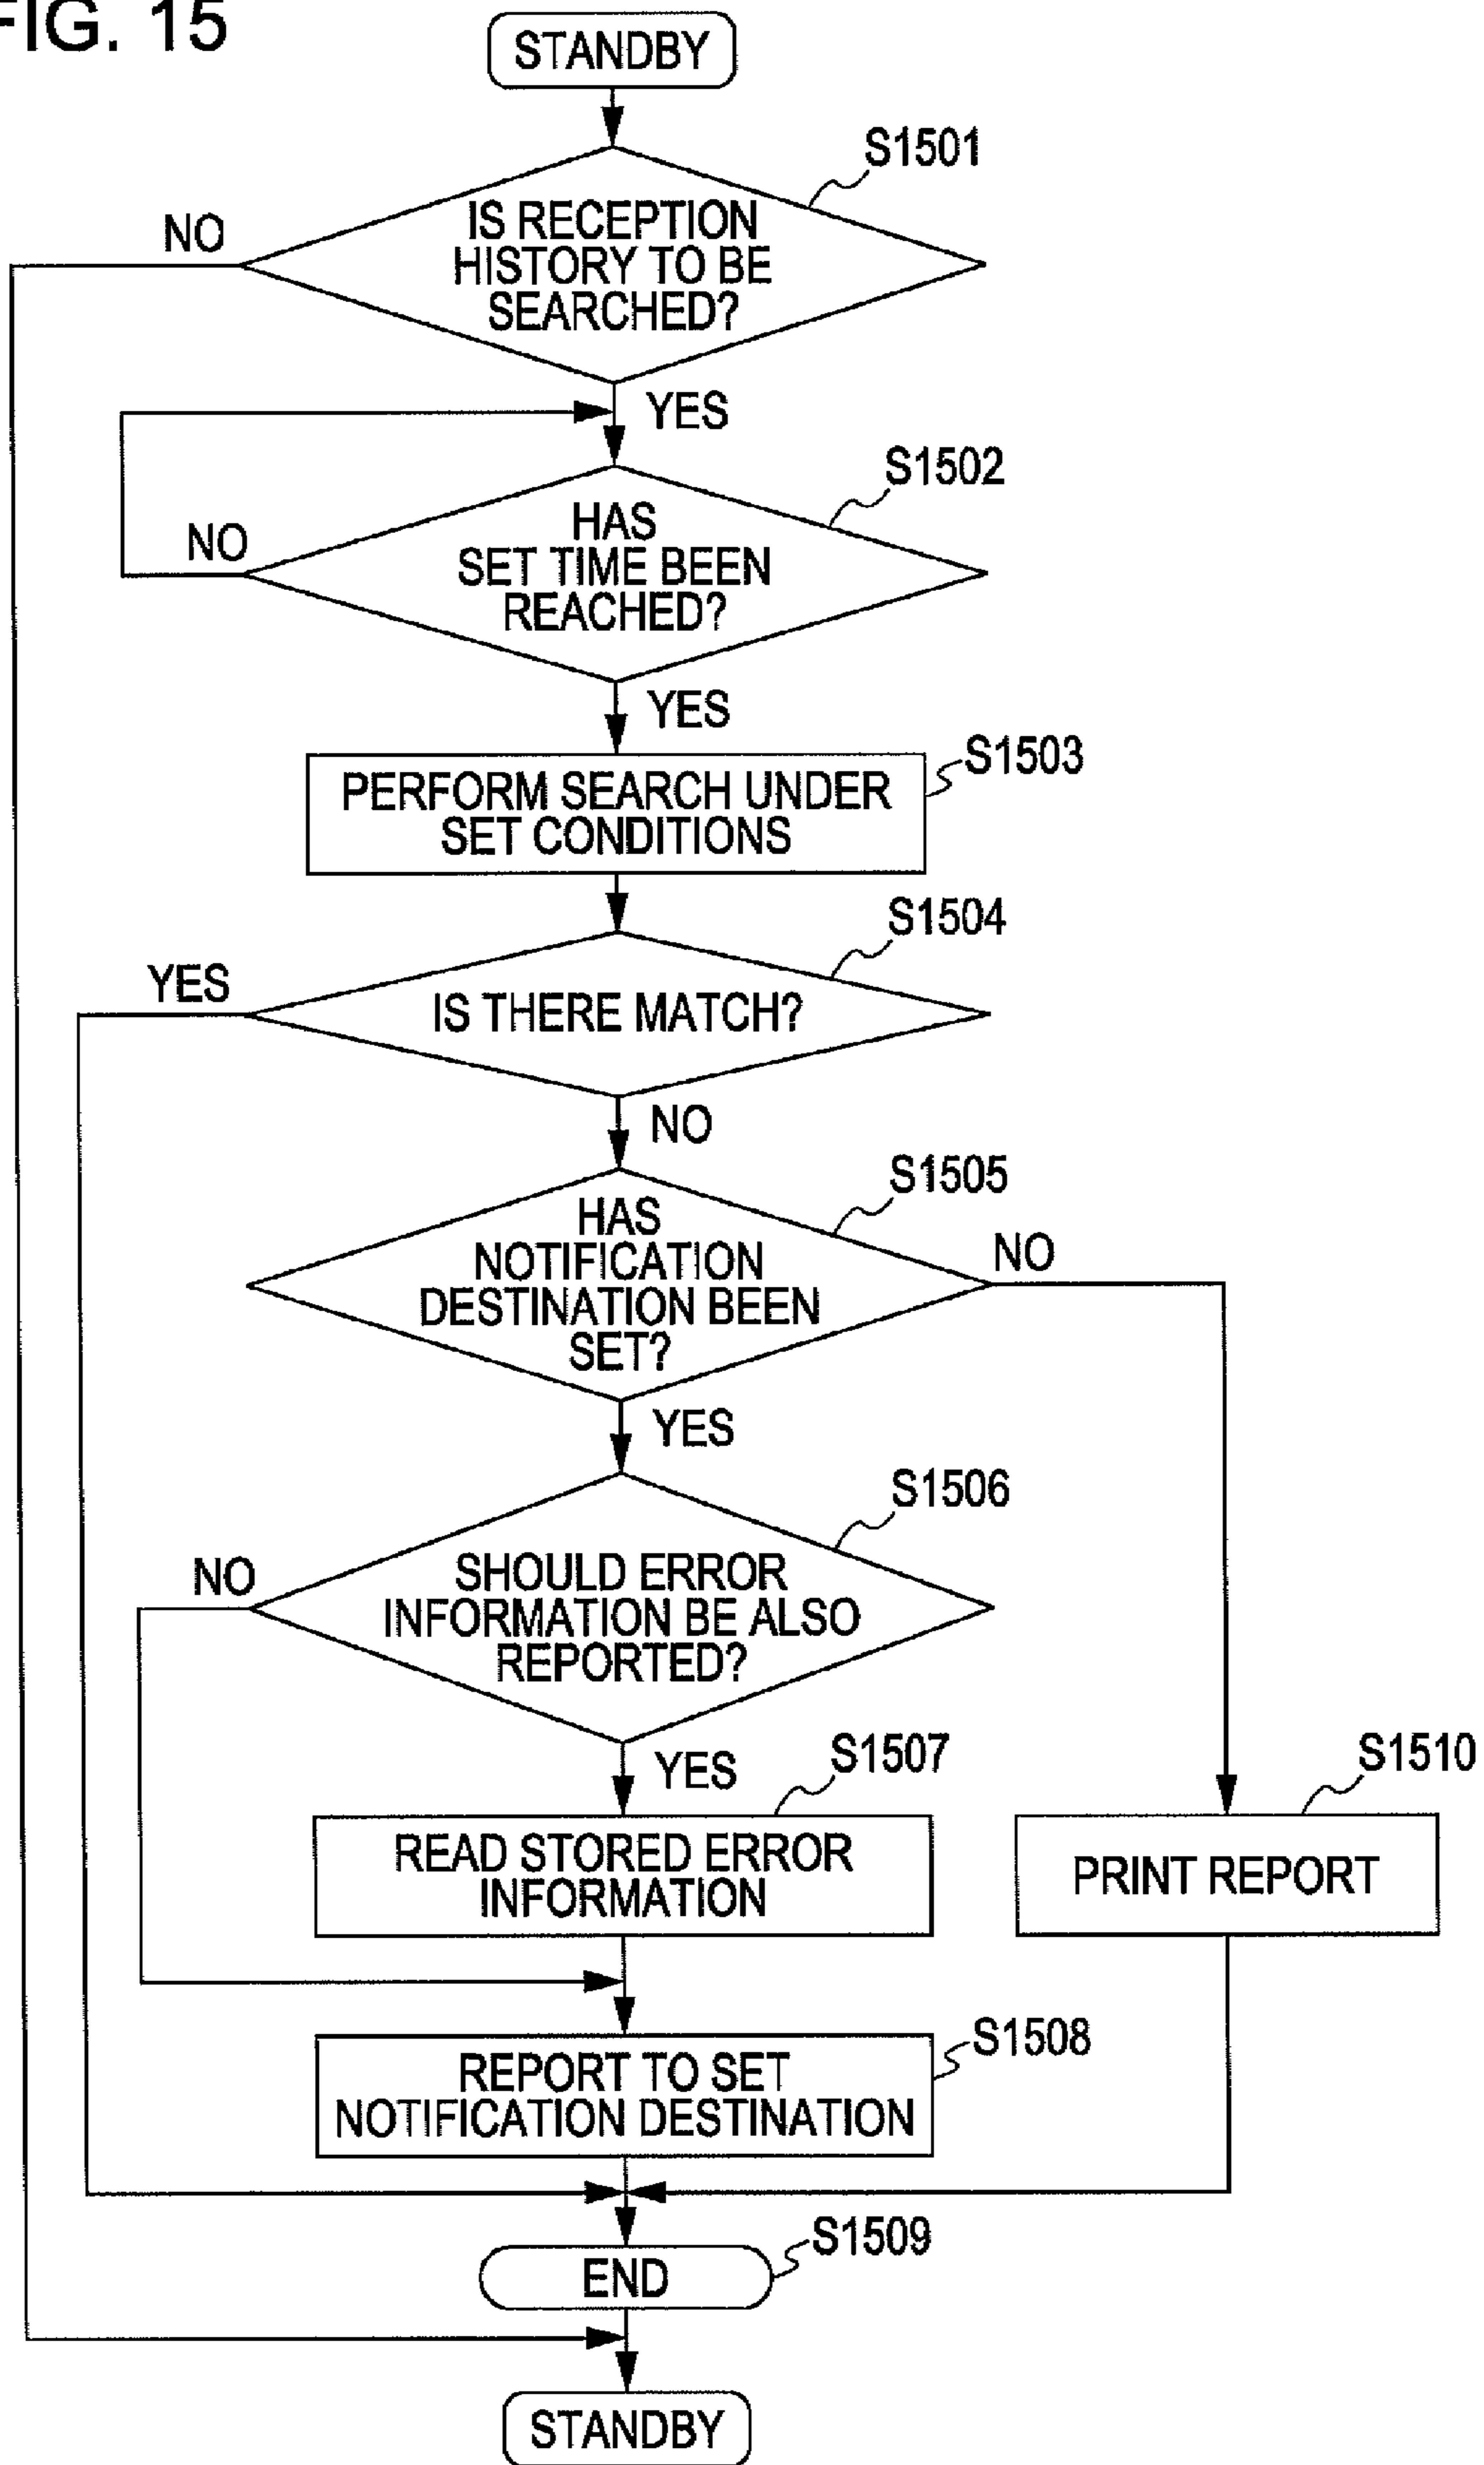 FIG. 15
STANDBY
S1501
IS RECEPTION
HISTORY TO BE
SEARCHED?
NO
YES
S1502
HAS
SET TIME BEEN
REACHED?
NO
YES
S1503
PERFORM SEARCH UNDER
SET CONDITIONS
S1504
YES
IS THERE MATCH?
NO
S1505
HAS
NOTIFICATION
DESTINATION BEEN
SET?
NO
YES
S1506
NO
SHOULD ERROR
INFORMATION BE ALSO
REPORTED?
YES
S1507
S1510
READ STORED ERROR
INFORMATION
PRINT REPORT
S1508
REPORT TO SET
NOTIFICATION DESTINATION
S1509
END
STANDBY